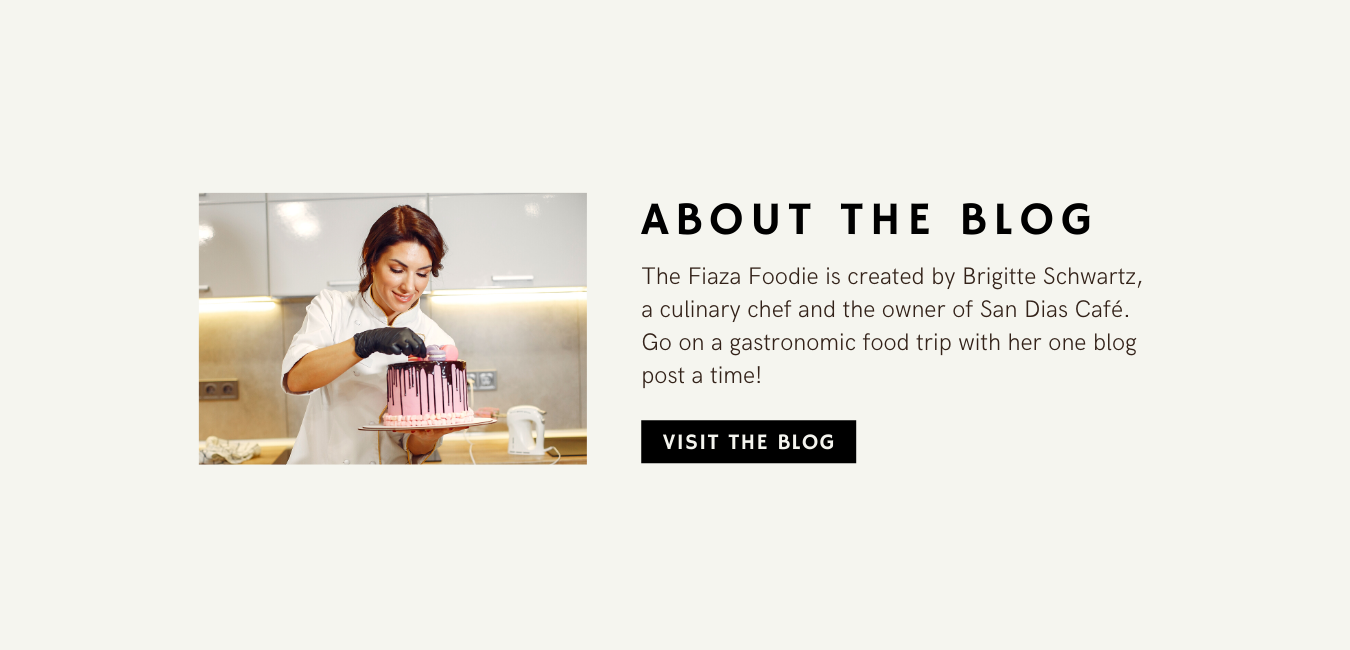 ABOUT THE BLOG
The Fiaza Foodie is created by Brigitte Schwartz,
a culinary chef and the owner of San Dias Café.
Go on a gastronomic food trip with her one blog
post a time!
VISIT THE BLOG